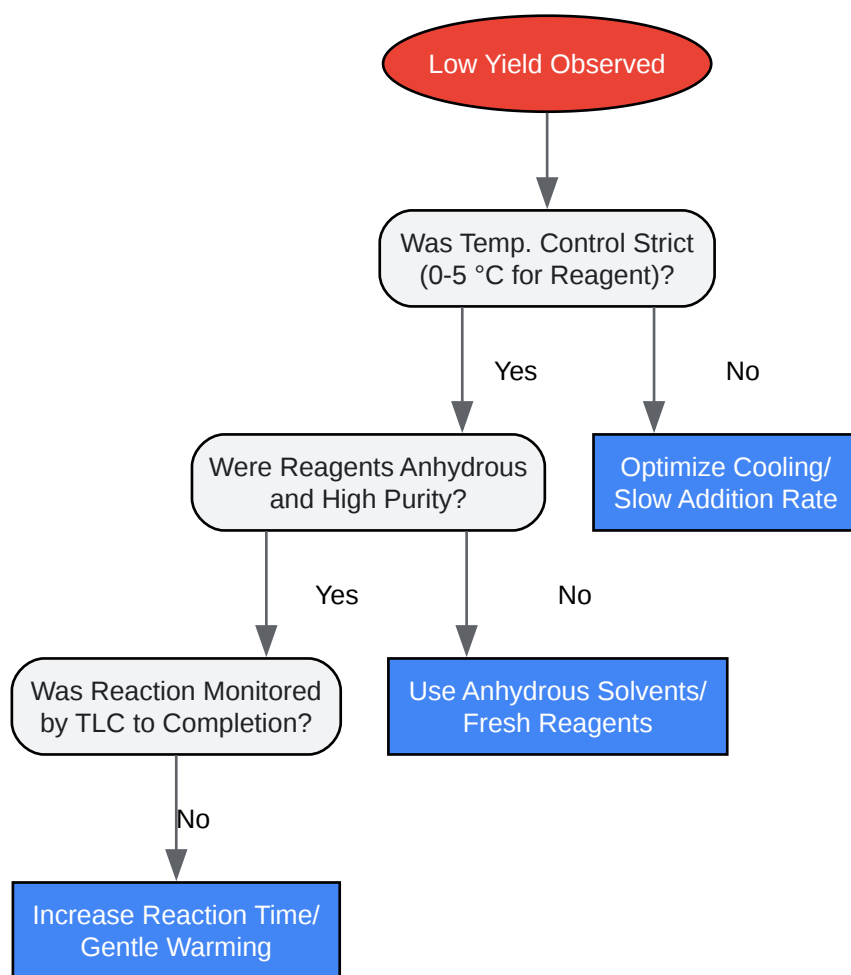 Low Yield Observed
Was Temp. Control Strict
(0-5 °C for Reagent)?
Yes
No
Were Reagents Anhydrous
and High Purity?
Optimize Cooling/
Slow Addition Rate
Yes
No
Was Reaction Monitored
by TLC to Completion?
Use Anhydrous Solvents/
Fresh Reagents
No
Increase Reaction Time/
Gentle Warming